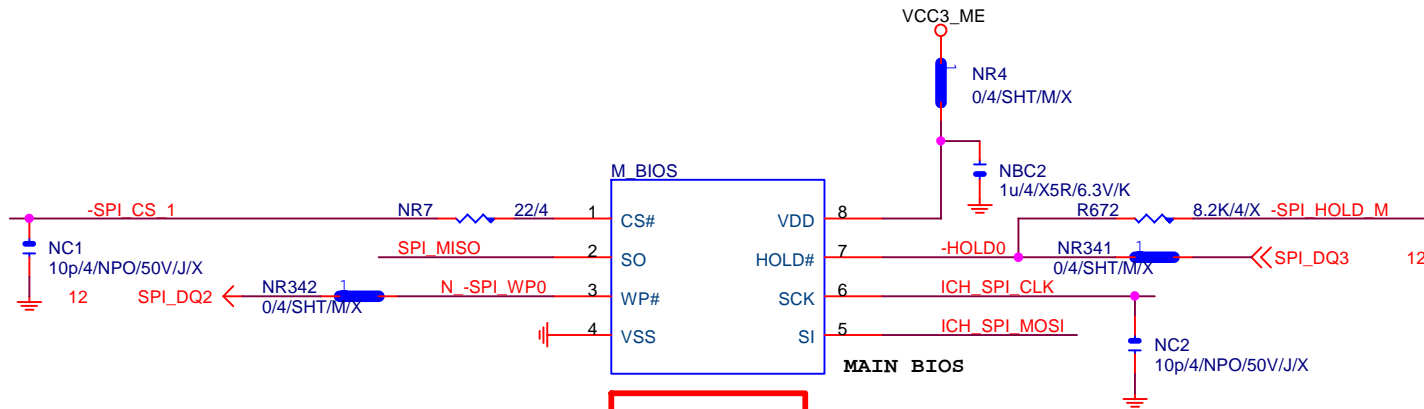 VCC3_ME
1
NR4
0/4/SHT/M/X
M_BIOS
NBC2
1u/4/X5R/6.3V/K
-SPI_CS_1
NR7
22/4
1
CS#
VDD
8
R672
8.2K/4/X
-SPI_HOLD_M
NC1
10p/4/NPO/50V/J/X
SPI_MISO
2
SO
HOLD#
7
-HOLD0
NR341
1
0/4/SHT/M/X
SPI_DQ3
12
12
SPI_DQ2
NR342
1
0/4/SHT/M/X
N_-SPI_WP0
3
WP#
SCK
6
ICH_SPI_CLK
4
VSS
SI
5
ICH_SPI_MOSI
NC2
10p/4/NPO/50V/J/X
MAIN BIOS